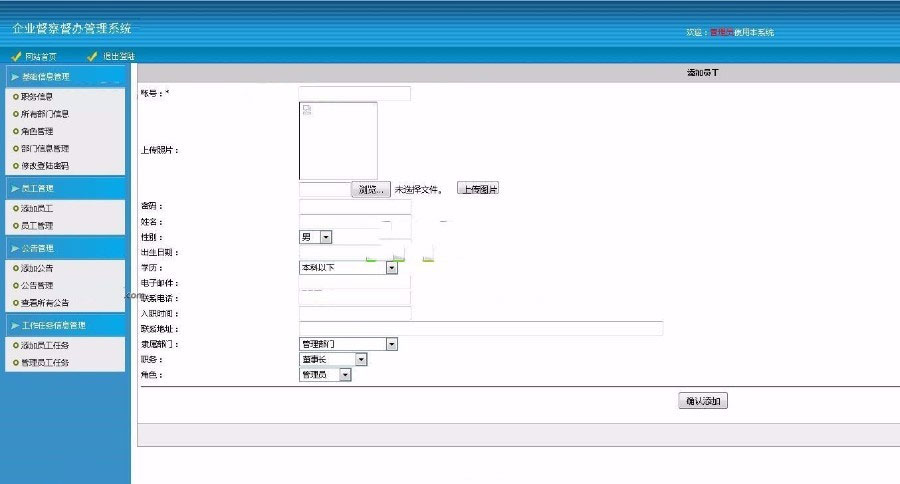 企业督察督办管理系统
欢迎：管理员使用本系统
网站首页 退出登陆
基础信息管理
职务信息
所有部门信息
角色管理
部门信息管理
修改登陆密码
员工管理
添加员工
员工管理
公告管理
添加公告
公告管理
查看所有公告
工作任务信息管理
添加员工任务
管理员工任务
添加员工
账号：*
上传照片：
浏览... 未选择文件。 上传图片
密码：
姓名：
性别： 男
出生日期：
学历： 本科以下
电子邮件：
.com
联系电话：
入职时间：
联系地址：
隶属部门： 管理部门
职务： 董事长
角色： 管理员
确认添加